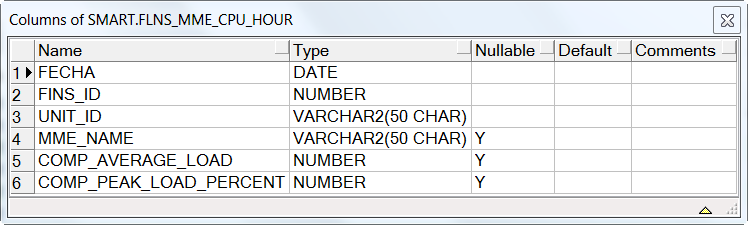 Columns of SMART.FLNS_MME_CPU_HOUR
Name Type Nullable Default Comments
1 FECHA DATE
2 FINS_ID NUMBER
3 UNIT_ID VARCHAR2(50 CHAR)
4 MME_NAME VARCHAR2(50 CHAR) Y
5 COMP_AVERAGE_LOAD NUMBER Y
6 COMP_PEAK_LOAD_PERCENT NUMBER Y